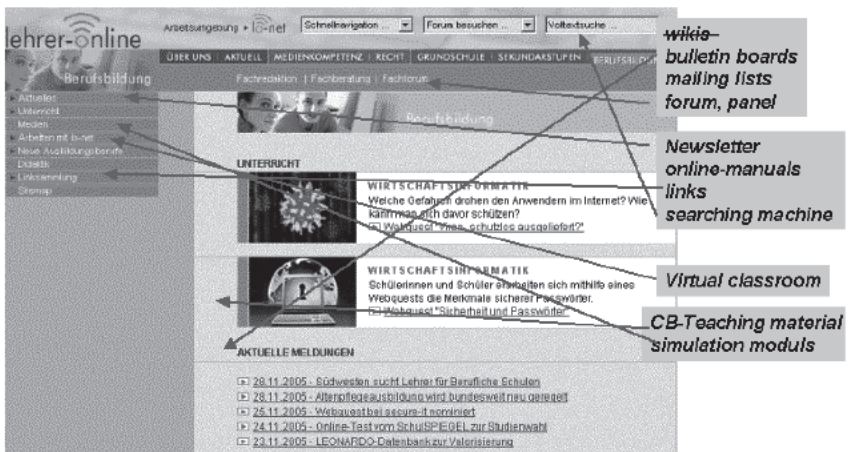 lehrer-online
Arbeitsumgebung lo-net
Schnellnavigation ...
Forum besuchen ...
Volltextsuche ...
ÜBER UNS | AKTUELL | MEDIENKOMPETENZ | RECHT | GRUNDSCHULE | SEKUNDARSTUFEN
Berufsbildung
Fachredaktion | Fachberatung | Fachforum
Aktuelles
Unterricht
Medien
Arbeiten mit lo-net
Neue Ausbildungsberufe
Didaktik
Linksammlung
Sitemap
Berufsbildung
UNTERRICHT
WIRTSCHAFTSINFORMATIK
Welche Gefahren drohen den Anwendern im Internet? Wie
kann man sich davor schützen?
Webquest "Viren, schutzlos ausgeliefert?"
WIRTSCHAFTSINFORMATIK
Schülerinnen und Schüler erarbeiten sich mithilfe eines
Webquests die Merkmale sicherer Passwörter.
Webquest "Sicherheit und Passwörter"
AKTUELLE MELDUNGEN
28.11.2005 - Südwesten sucht Lehrer für Berufliche Schulen
28.11.2005 - Altenpflegeausbildung wird bundesweit neu geregelt
25.11.2005 - Webquest bei secure-it nominiert
24.11.2005 - Online-Test vom SchulSPIEGEL zur Studienwahl
23.11.2005 - LEONARDO-Datenbank zur Valorisierung
wikis
bulletin boards
mailing lists
forum, panel
Newsletter
online-manuals
links
searching machine
Virtual classroom
CB-Teaching material
simulation moduls